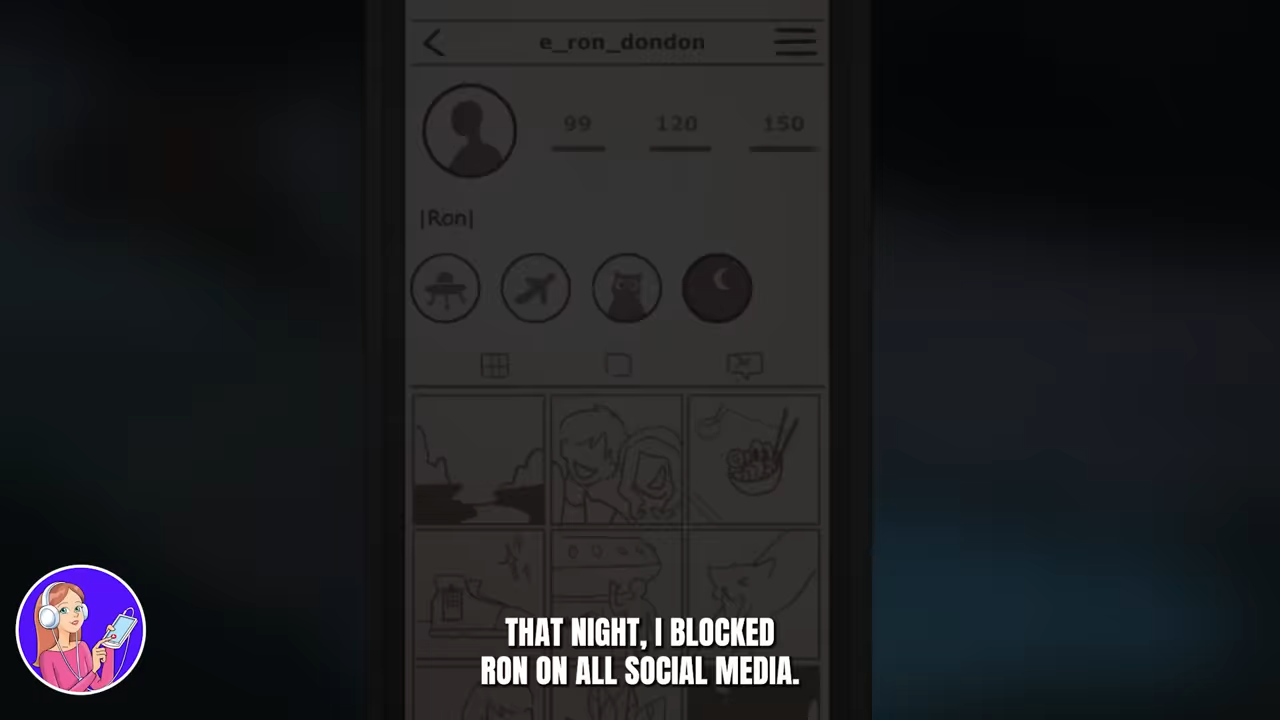 e_ron_dondon
99 120 150
|Ron|
THAT NIGHT, I BLOCKED
RON ON ALL SOCIAL MEDIA.